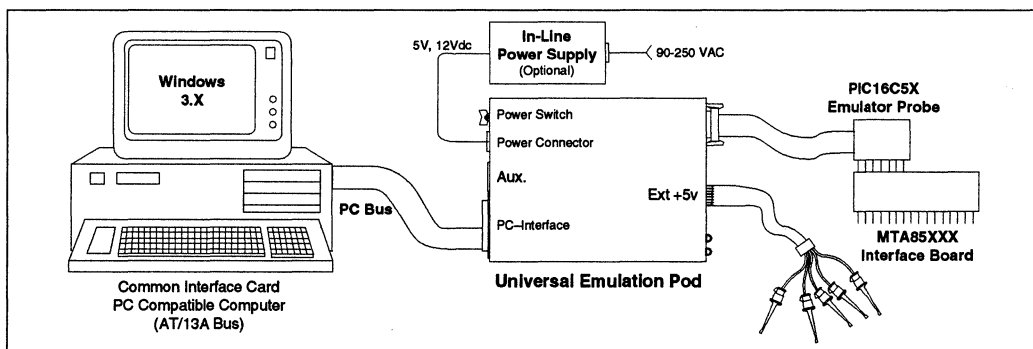 Windows
3.X
5V, 12Vdc
In-Line
Power Supply
(Optional)
90-250 VAC
Power Switch
Power Connector
Aux.
PC–Interface
Ext +5v
PC Bus
PIC16C5X
Emulator Probe
MTA85XXX
Interface Board
Universal Emulation Pod
Common Interface Card
PC Compatible Computer
(AT/13A Bus)